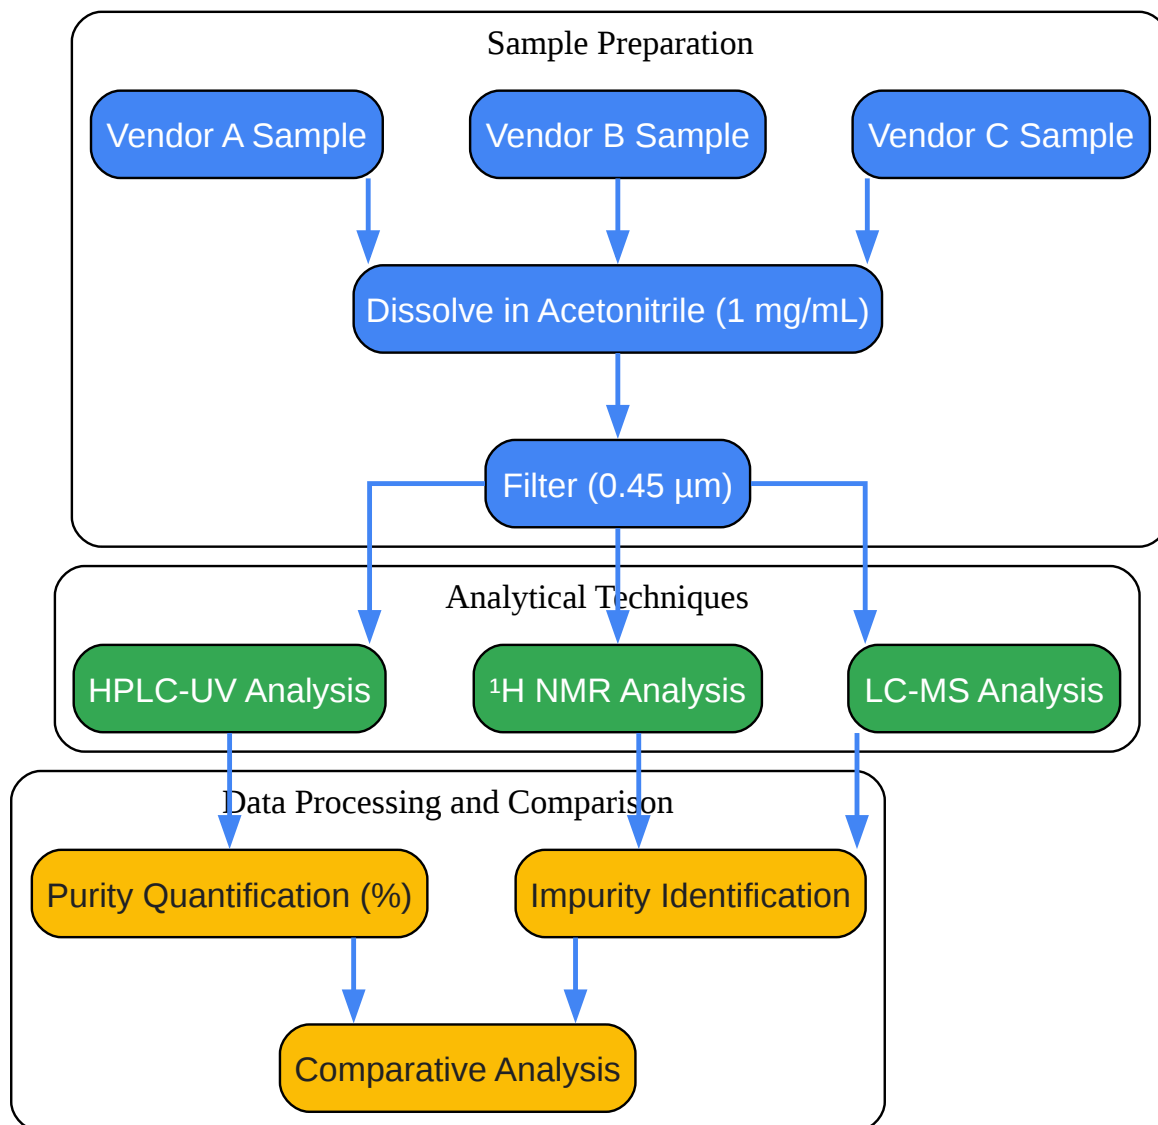 Sample Preparation
Vendor A Sample
Vendor B Sample
Vendor C Sample
Dissolve in Acetonitrile (1 mg/mL)
Filter (0.45 µm)
Analytical Techniques
HPLC-UV Analysis
¹H NMR Analysis
LC-MS Analysis
Data Processing and Comparison
Purity Quantification (%)
Impurity Identification
Comparative Analysis